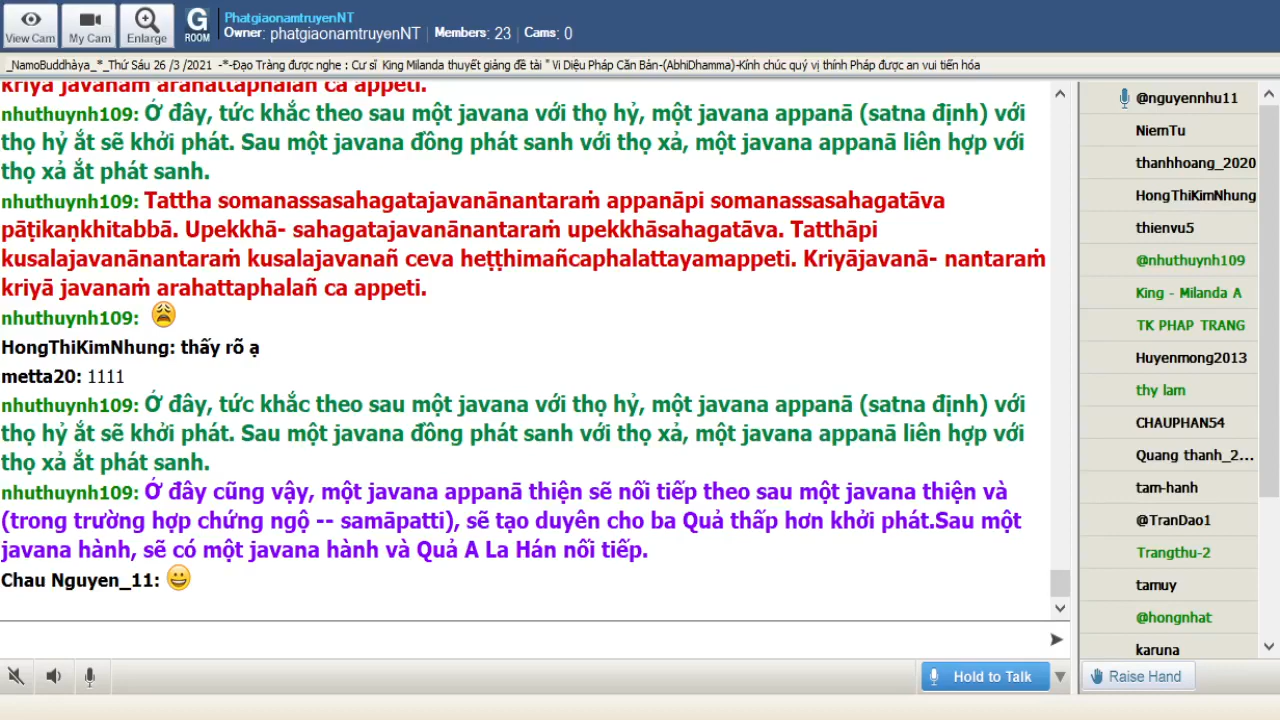 PhatgiaonamtruyenNT
Owner: phatgiaonamtruyenNT | Members: 23 | Cams: 0
View Cam
My Cam
Enlarge
G
ROOM
_NamoBuddhàya_*_Thứ Sáu 26 /3 /2021 -*-Đạo Tràng được nghe : Cư sĩ King Milanda thuyết giảng đề tài " Vi Diệu Pháp Căn Bản-(AbhiDhamma)-Kính chúc quý vị thính Pháp được an vui tiến hóa
kriyā javanaṁ arahattaphalañ ca appeti.
nhuthuynh109: Ở đây, tức khắc theo sau một javana với thọ hỷ, một javana appanā (satna định) với
thọ hỷ ắt sẽ khởi phát. Sau một javana đồng phát sanh với thọ xả, một javana appanā liên hợp với
thọ xả ắt phát sanh.
nhuthuynh109: Tattha somanassasahagatajavanānantaraṁ appanāpi somanassasahagatāva
pāṭikaṇkhitabbā. Upekkhā- sahagatajavanānantaraṁ upekkhāsahagatāva. Tatthāpi
kusalajavanānantaraṁ kusalajavanañ ceva heṭṭhimañcaphalattayamappeti. Kriyājavanā- nantaraṁ
kriyā javanaṁ arahattaphalañ ca appeti.
nhuthuynh109:
HongThiKimNhung: thấy rõ ạ
metta20: 1111
nhuthuynh109: Ở đây, tức khắc theo sau một javana với thọ hỷ, một javana appanā (satna định) với
thọ hỷ ắt sẽ khởi phát. Sau một javana đồng phát sanh với thọ xả, một javana appanā liên hợp với
thọ xả ắt phát sanh.
nhuthuynh109: Ở đây cũng vậy, một javana appanā thiện sẽ nối tiếp theo sau một javana thiện và
(trong trường hợp chứng ngộ -- samāpatti), sẽ tạo duyên cho ba Quả thấp hơn khởi phát.Sau một
javana hành, sẽ có một javana hành và Quả A La Hán nối tiếp.
Chau Nguyen_11:
@nguyennhu11
NiemTu
thanhhoang_2020
HongThiKimNhung
thienvu5
@nhuthuynh109
King - Milanda A
TK PHAP TRANG
Huyenmong2013
thy lam
CHAUPHAN54
Quang thanh_2...
tam-hanh
@TranDao1
Trangthu-2
tamuy
@hongnhat
karuna
Hold to Talk
Raise Hand